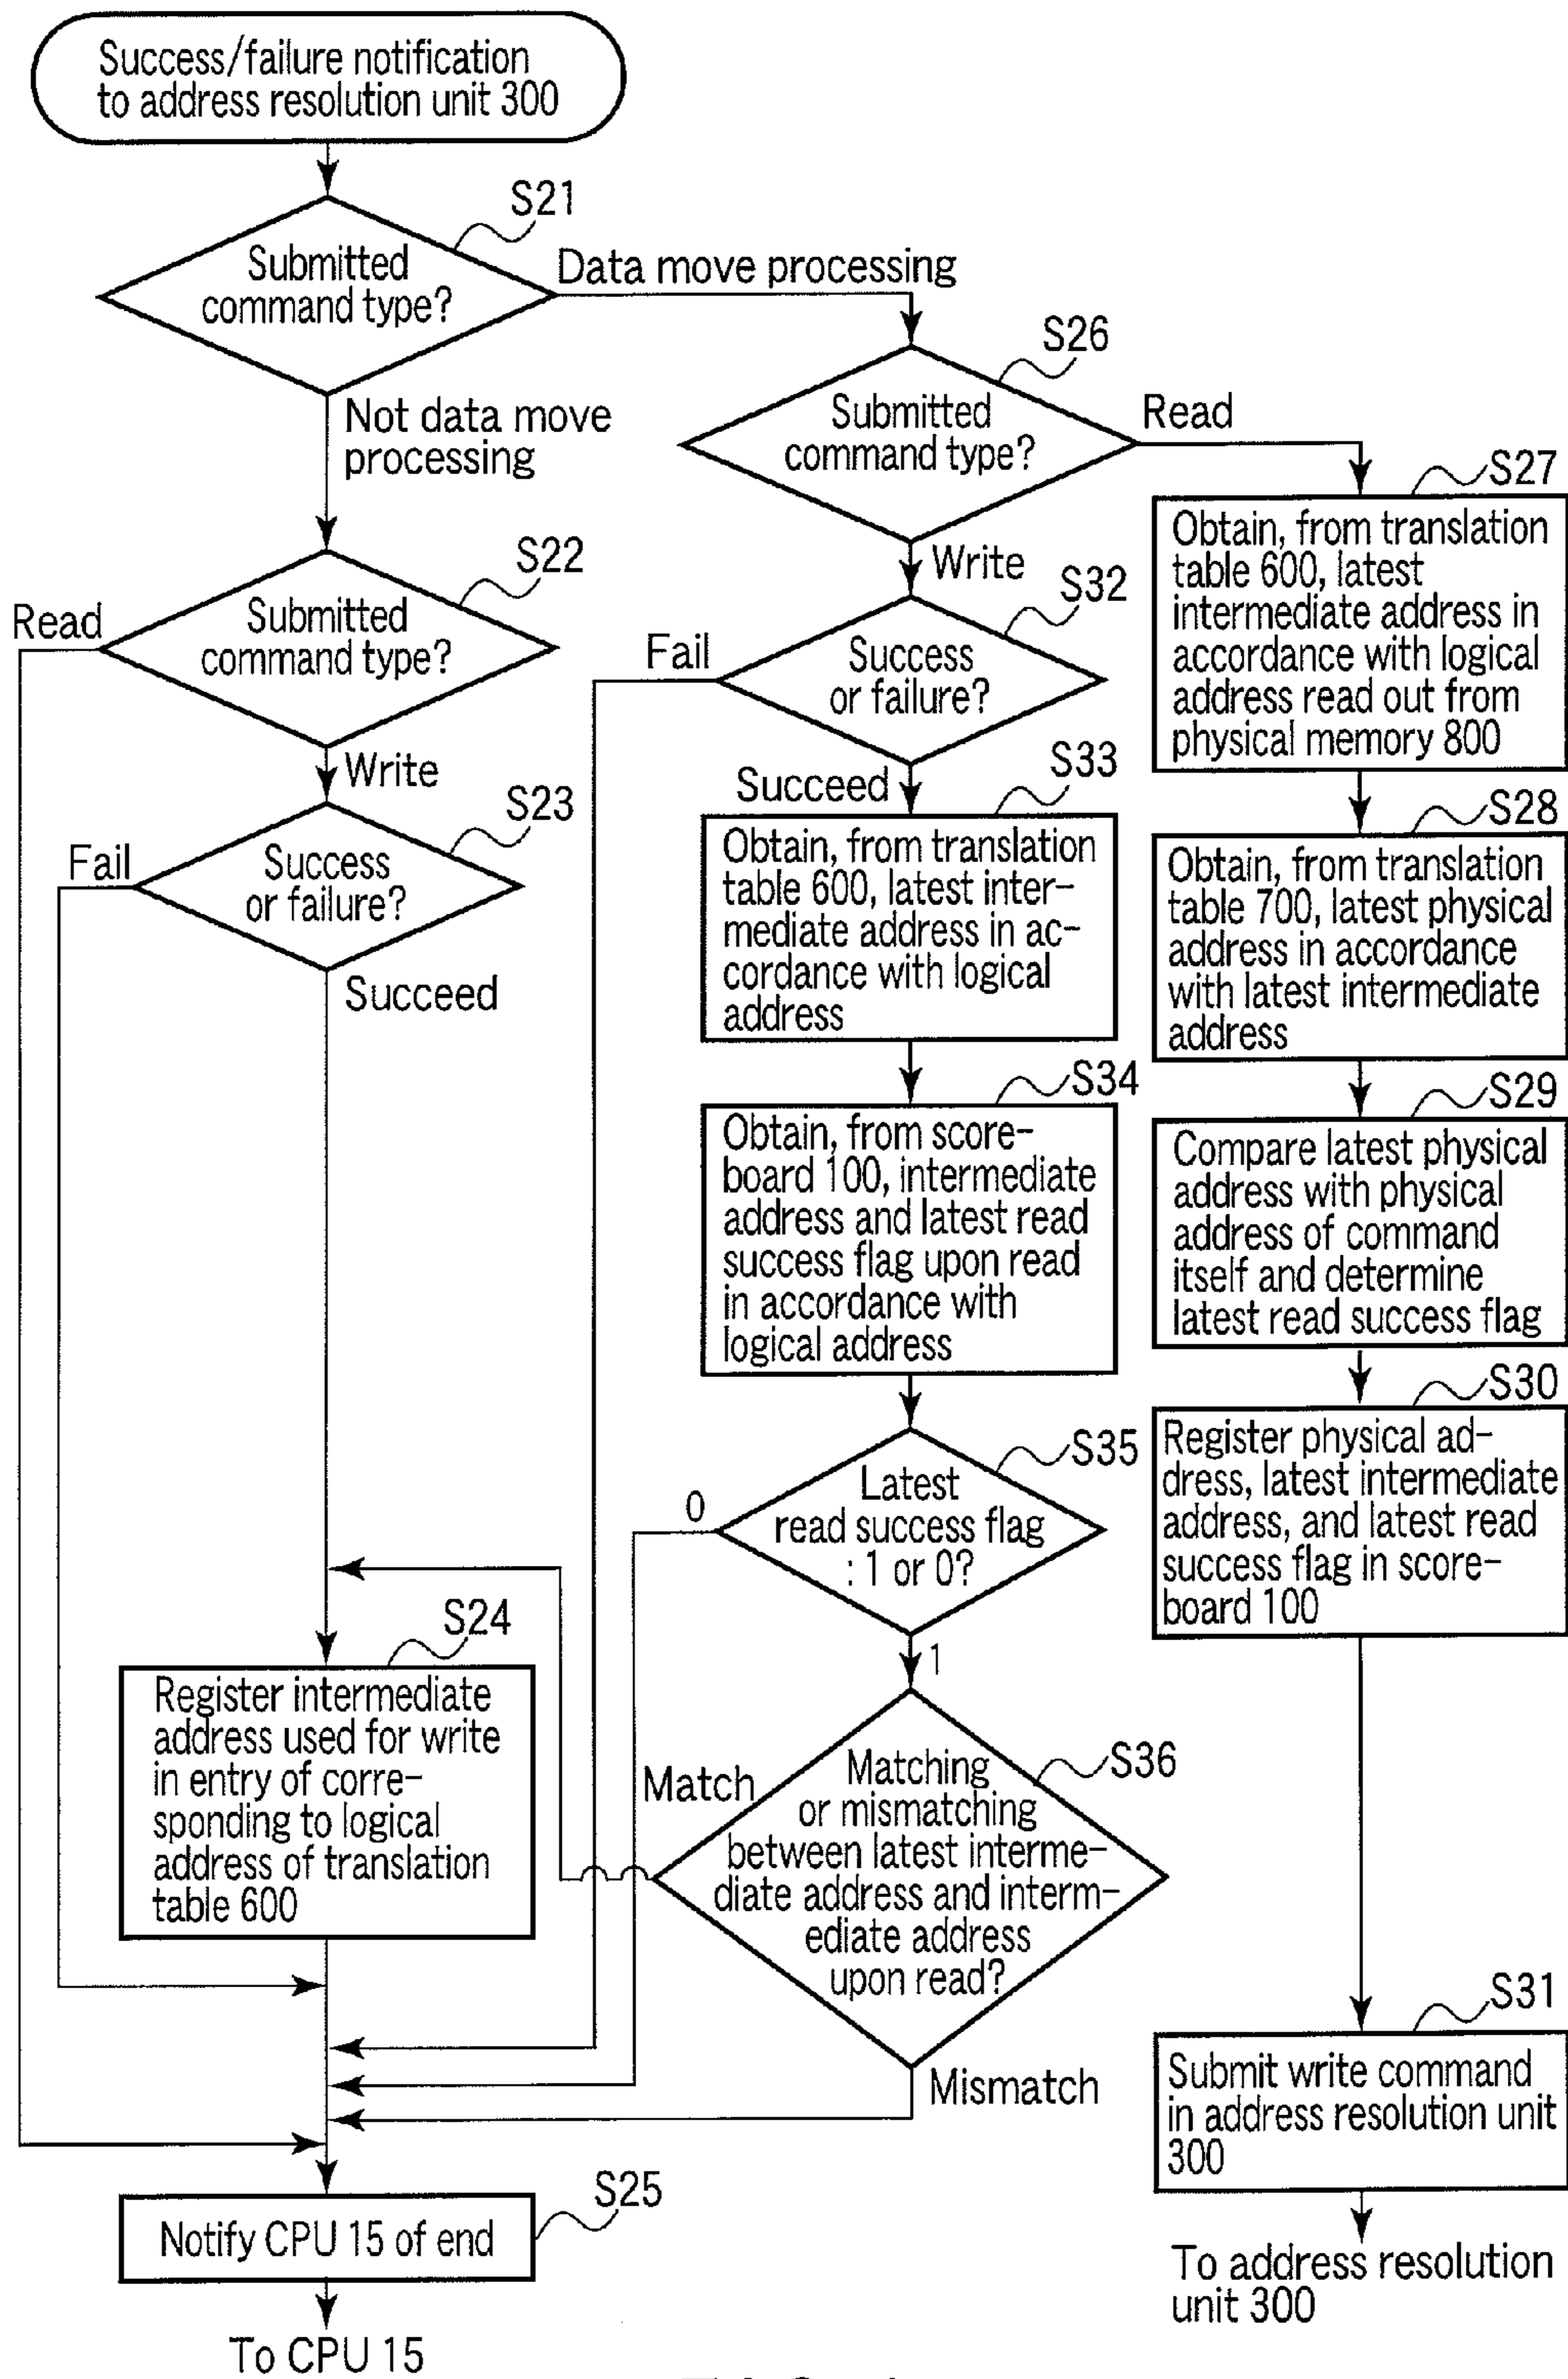 Success/failure notification
to address resolution unit 300
S21
Submitted
command type?
Data move processing
Not data move
processing
S26
Submitted
command type?
Read
S22
Submitted
command type?
Read
Write
S23
Success
or failure?
Fail
Succeed
S24
Register intermediate
address used for write
in entry of corre-
sponding to logical
address of translation
table 600
S25
Notify CPU 15 of end
To CPU 15
Write
S32
Success
or failure?
Fail
Succeed
S33
Obtain, from translation
table 600, latest inter-
mediate address in ac-
cordance with logical
address
S34
Obtain, from score-
board 100, intermediate
address and latest read
success flag upon read
in accordance with
logical address
S35
Latest
read success flag
: 1 or 0?
0
1
S36
Matching
or mismatching
between latest interme-
diate address and interm-
ediate address
upon read?
Match
Mismatch
S27
Obtain, from translation
table 600, latest
intermediate address in
accordance with logical
address read out from
physical memory 800
S28
Obtain, from translation
table 700, latest physical
address in accordance
with latest intermediate
address
S29
Compare latest physical
address with physical
address of command
itself and determine
latest read success flag
S30
Register physical ad-
dress, latest intermediate
address, and latest read
success flag in score-
board 100
S31
Submit write command
in address resolution unit
300
To address resolution
unit 300